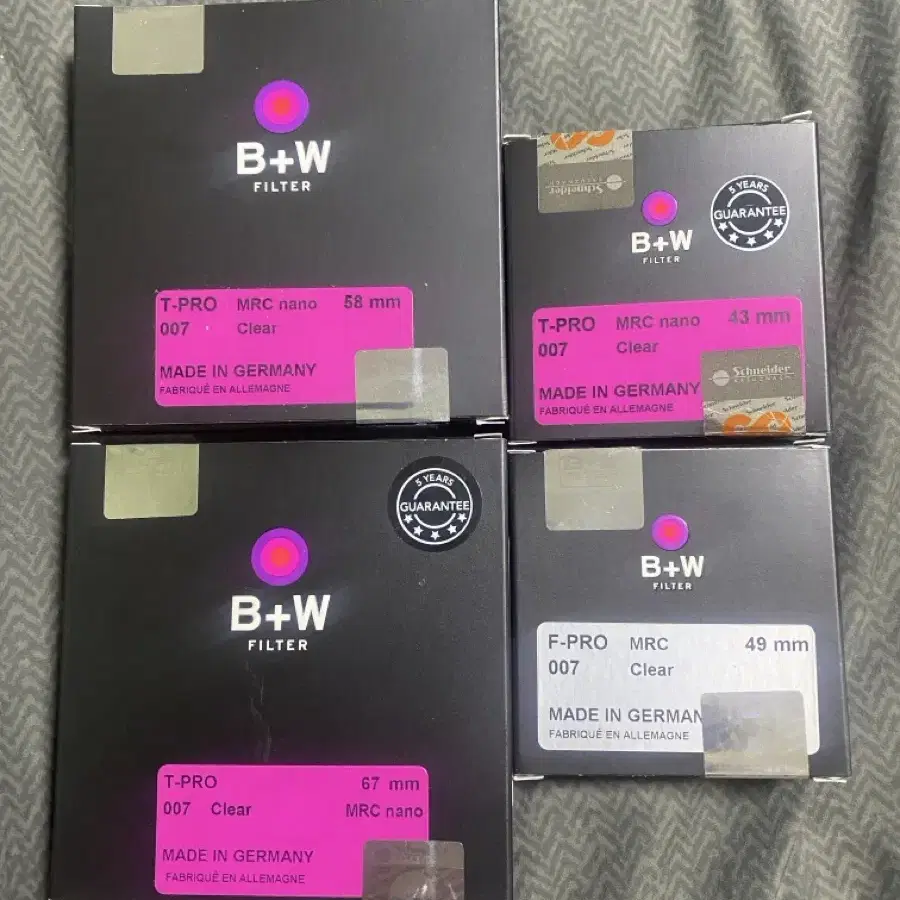 B+W
FILTER
T-PRO MRC nano 58 mm
007 Clear
MADE IN GERMANY
FABRIQUÉ EN ALLEMAGNE
Schneider
KREUZNACH
5 YEARS
GUARANTEE
B+W
FILTER
T-PRO MRC nano 43 mm
007 Clear
MADE IN GERMANY
FABRIQUÉ EN ALLEMAGNE
Schneider
KREUZNACH
5 YEARS
GUARANTEE
B+W
FILTER
T-PRO 67 mm
007 Clear MRC nano
MADE IN GERMANY
FABRIQUÉ EN ALLEMAGNE
B+W
FILTER
F-PRO MRC 49 mm
007 Clear
MADE IN GERMAN
FABRIQUÉ EN ALLEMAGNE